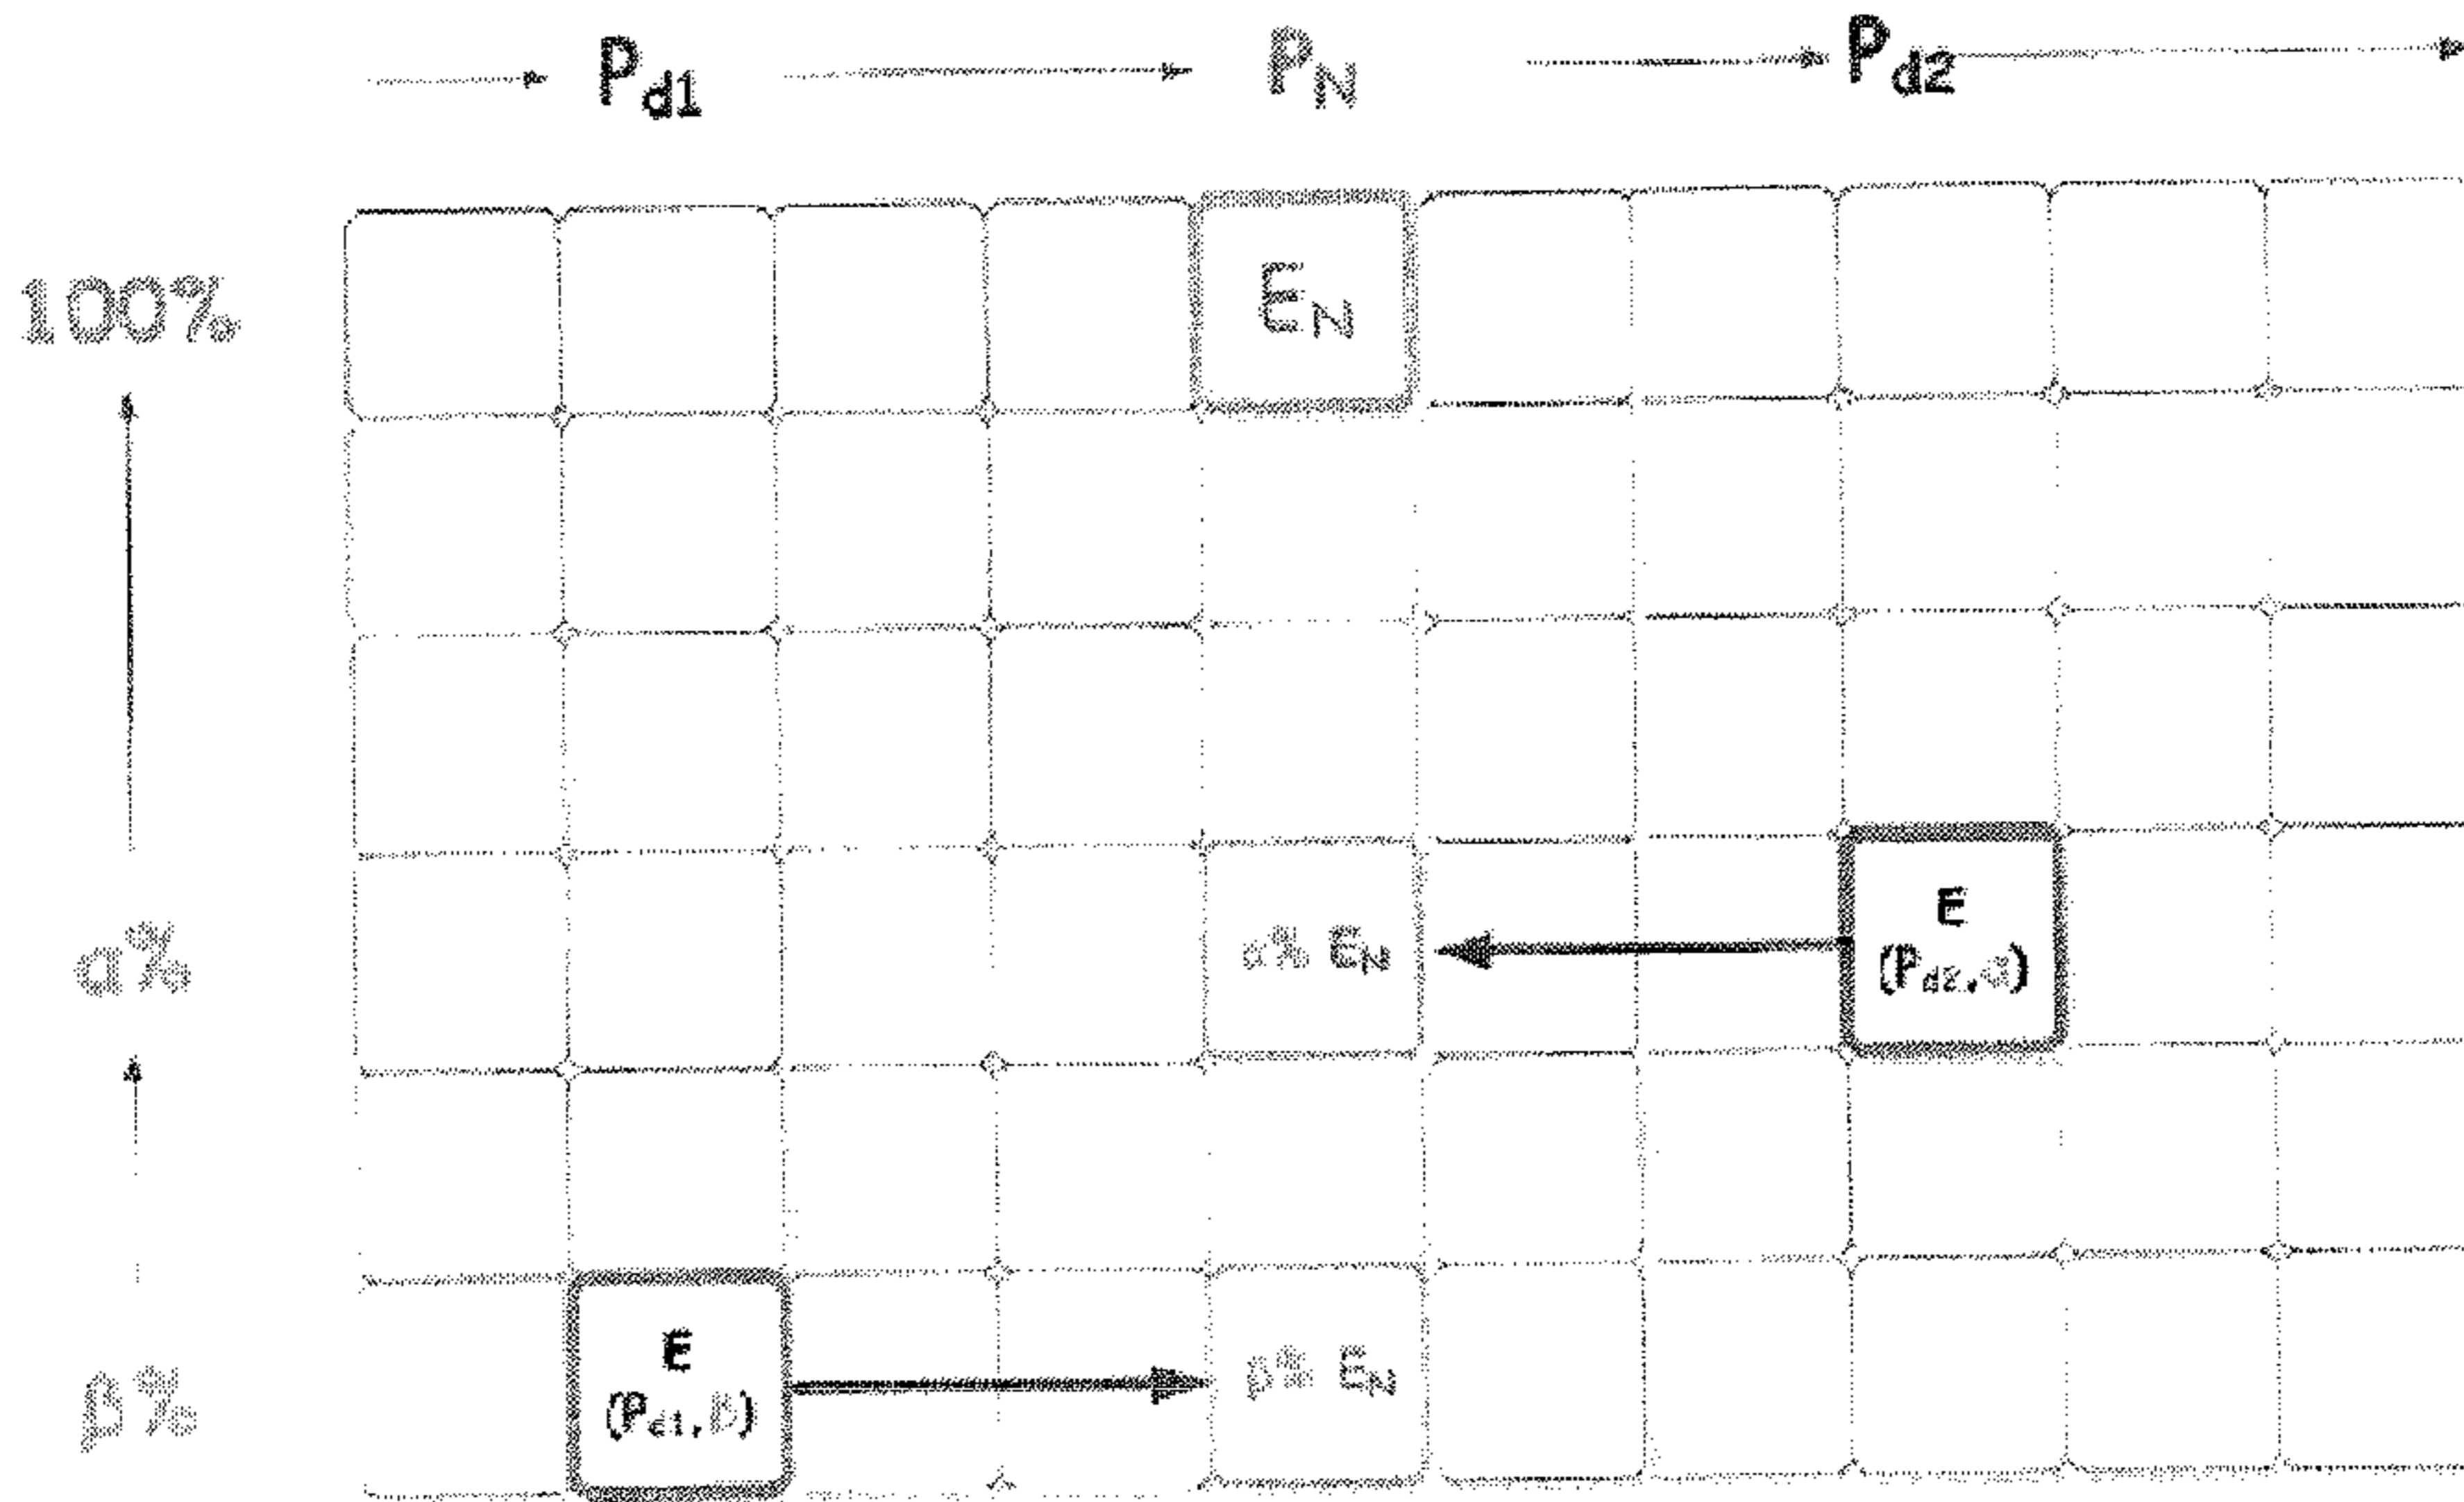 P_d1 P_N P_d2
100% E_N
α% α% E_N E
(P_d2, α)
β% E β% E_N
(P_d1, β)